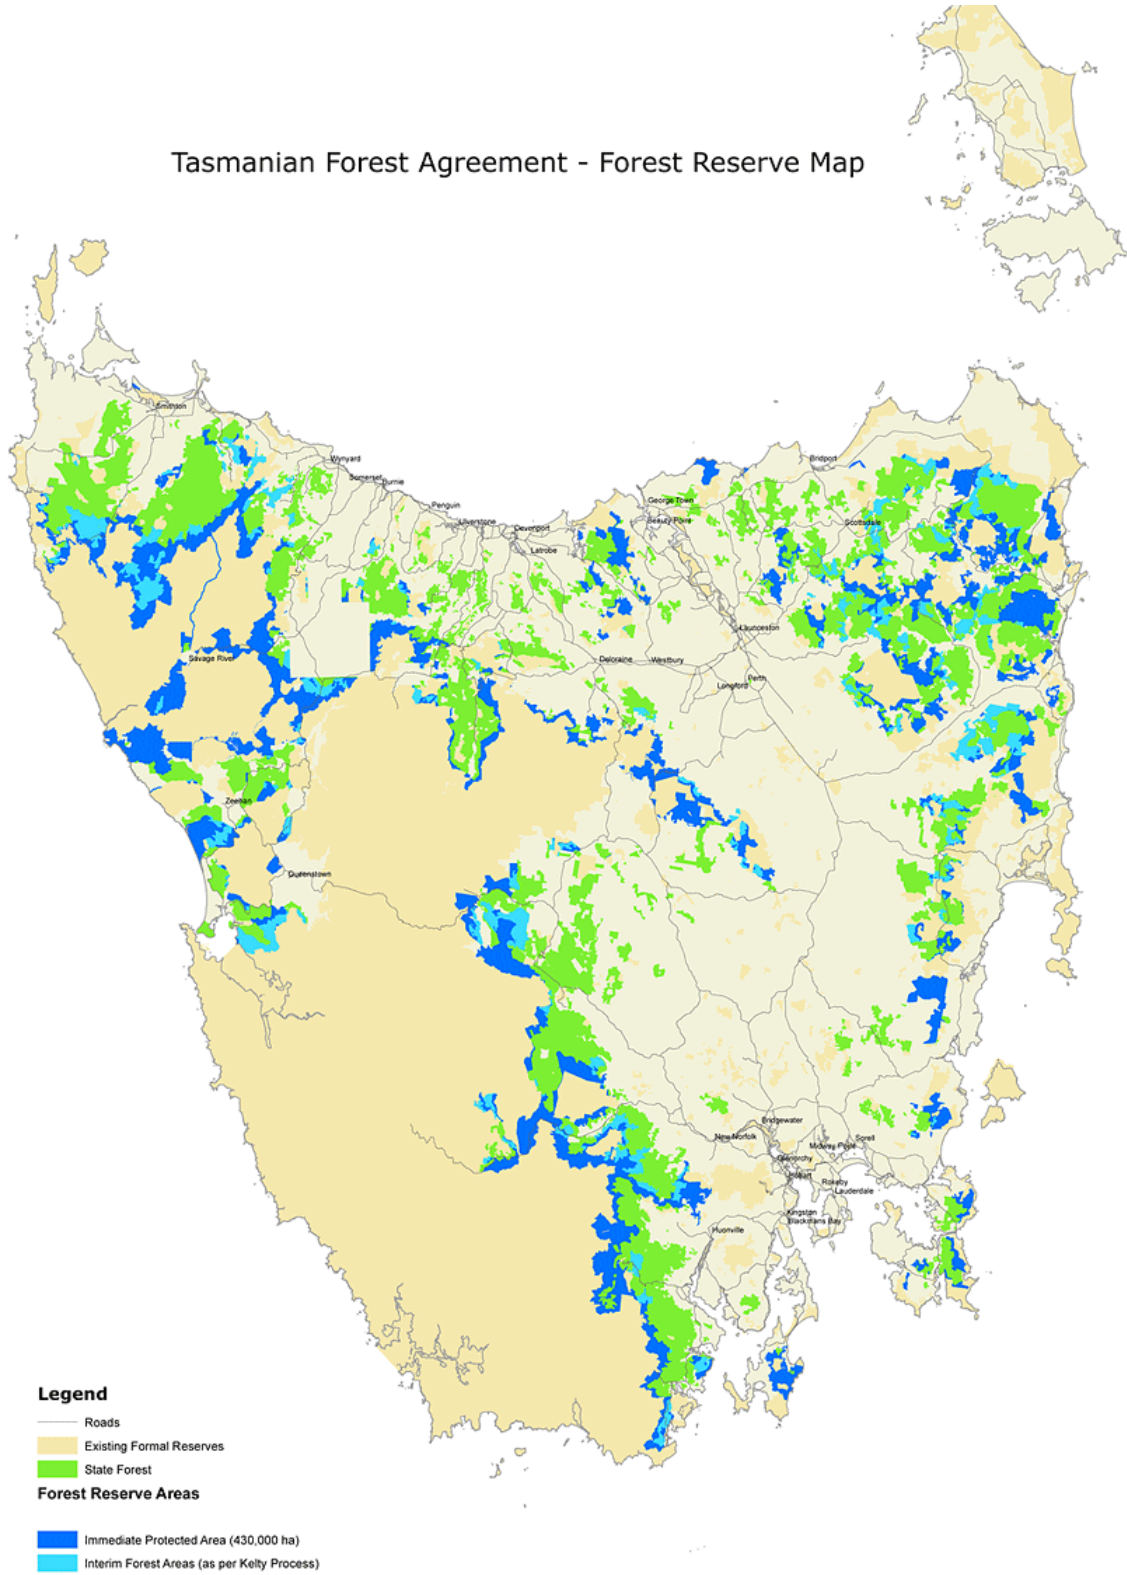 Tasmanian Forest Agreement - Forest Reserve Map
Smithton
Wynyard
Somerset
Burnie
Penguin
Ulverstone
Devonport
Latrobe
George Town
Beauty Point
Bridport
Scottsdale
Launceston
Savage River
Deloraine
Westbury
Perth
Longford
Zeehan
Queenstown
Bridgewater
New Norfolk
Sorell
Midway Point
Glenorchy
Hobart
Rokeby
Lauderdale
Kingston
Blackmans Bay
Huonville
Legend
Roads
Existing Formal Reserves
State Forest
Forest Reserve Areas
Immediate Protected Area (430,000 ha)
Interim Forest Areas (as per Kelty Process)